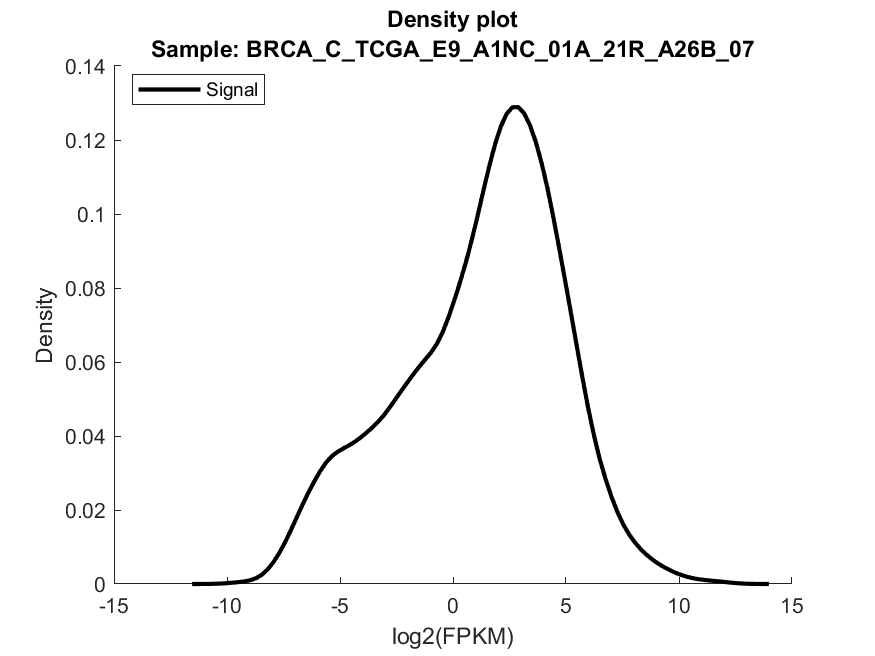 Density plot
Sample: BRCA_C_TCGA_E9_A1NC_01A_21R_A26B_07
0.14
Signal
0.12
0.1
0.08
Density
0.06
0.04
0.02
0
-15 -10 -5 0 5 10 15
log2(FPKM)